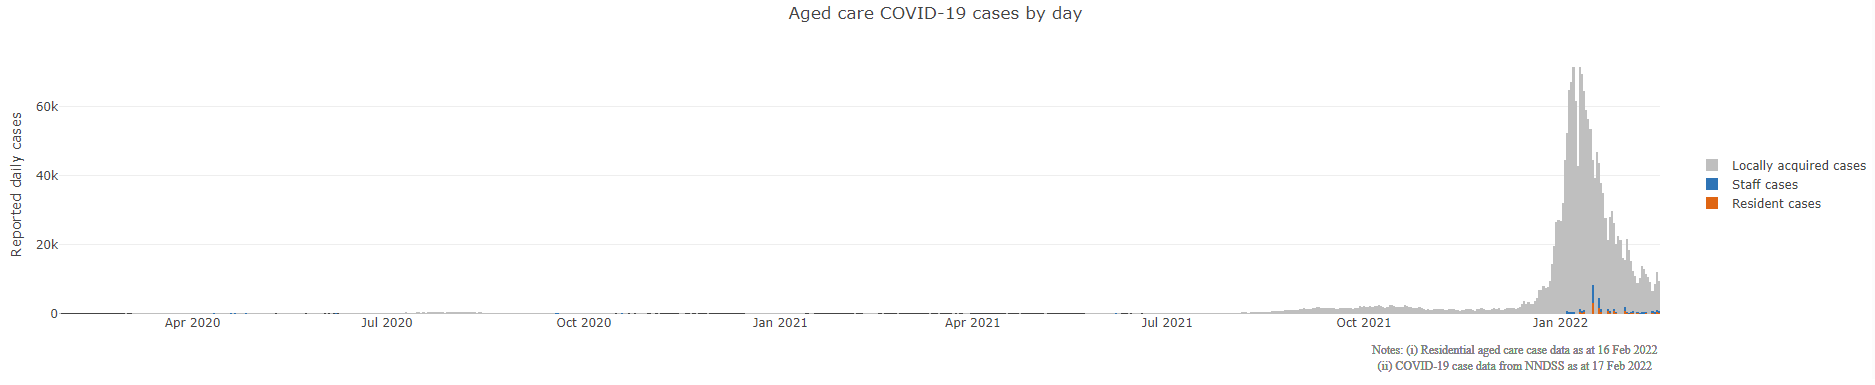 Aged care COVID-19 cases by day
Reported daily cases
60k
40k
20k
0
Apr 2020 Jul 2020 Oct 2020 Jan 2021 Apr 2021 Jul 2021 Oct 2021 Jan 2022
Locally acquired cases
Staff cases
Resident cases
Notes: (i) Residential aged care case data as at 16 Feb 2022
(ii) COVID-19 case data from NNDSS as at 17 Feb 2022